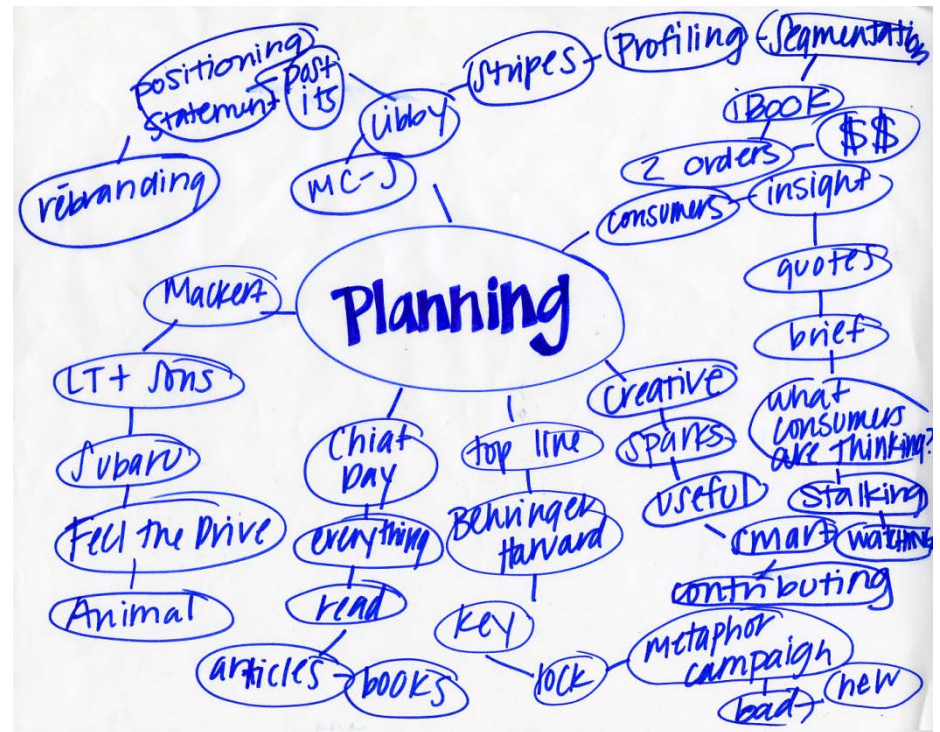 positioning
statement
post
its
Libby
stripes
Profiling
Segmentation
rebranding
MC-J
iBook
2 orders
$$
consumers
insight
quotes
brief
what
consumers
are thinking?
stalking
watching
Planning
Mackert
LT + Sons
Subaru
Feel the Drive
Animal
Chiat
Day
everything
read
articles
books
top line
Behringer
Harvard
key
lock
metaphor
campaign
bad
new
creative
sparks
useful
smart
contributing